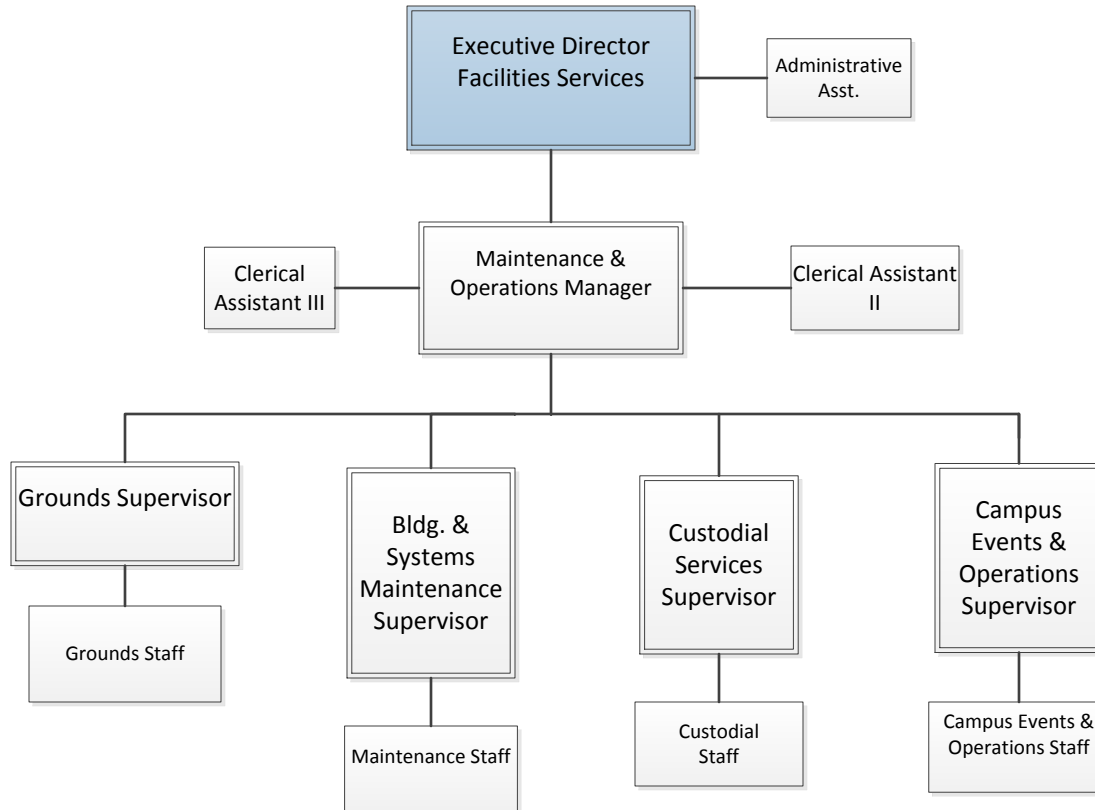 Executive Director
Facilities Services
Administrative
Asst.
Clerical
Assistant III
Maintenance &
Operations Manager
Clerical Assistant
II
Grounds Supervisor
Bldg. &
Systems
Maintenance
Supervisor
Custodial
Services
Supervisor
Campus
Events &
Operations
Supervisor
Grounds Staff
Maintenance Staff
Custodial
Staff
Campus Events &
Operations Staff